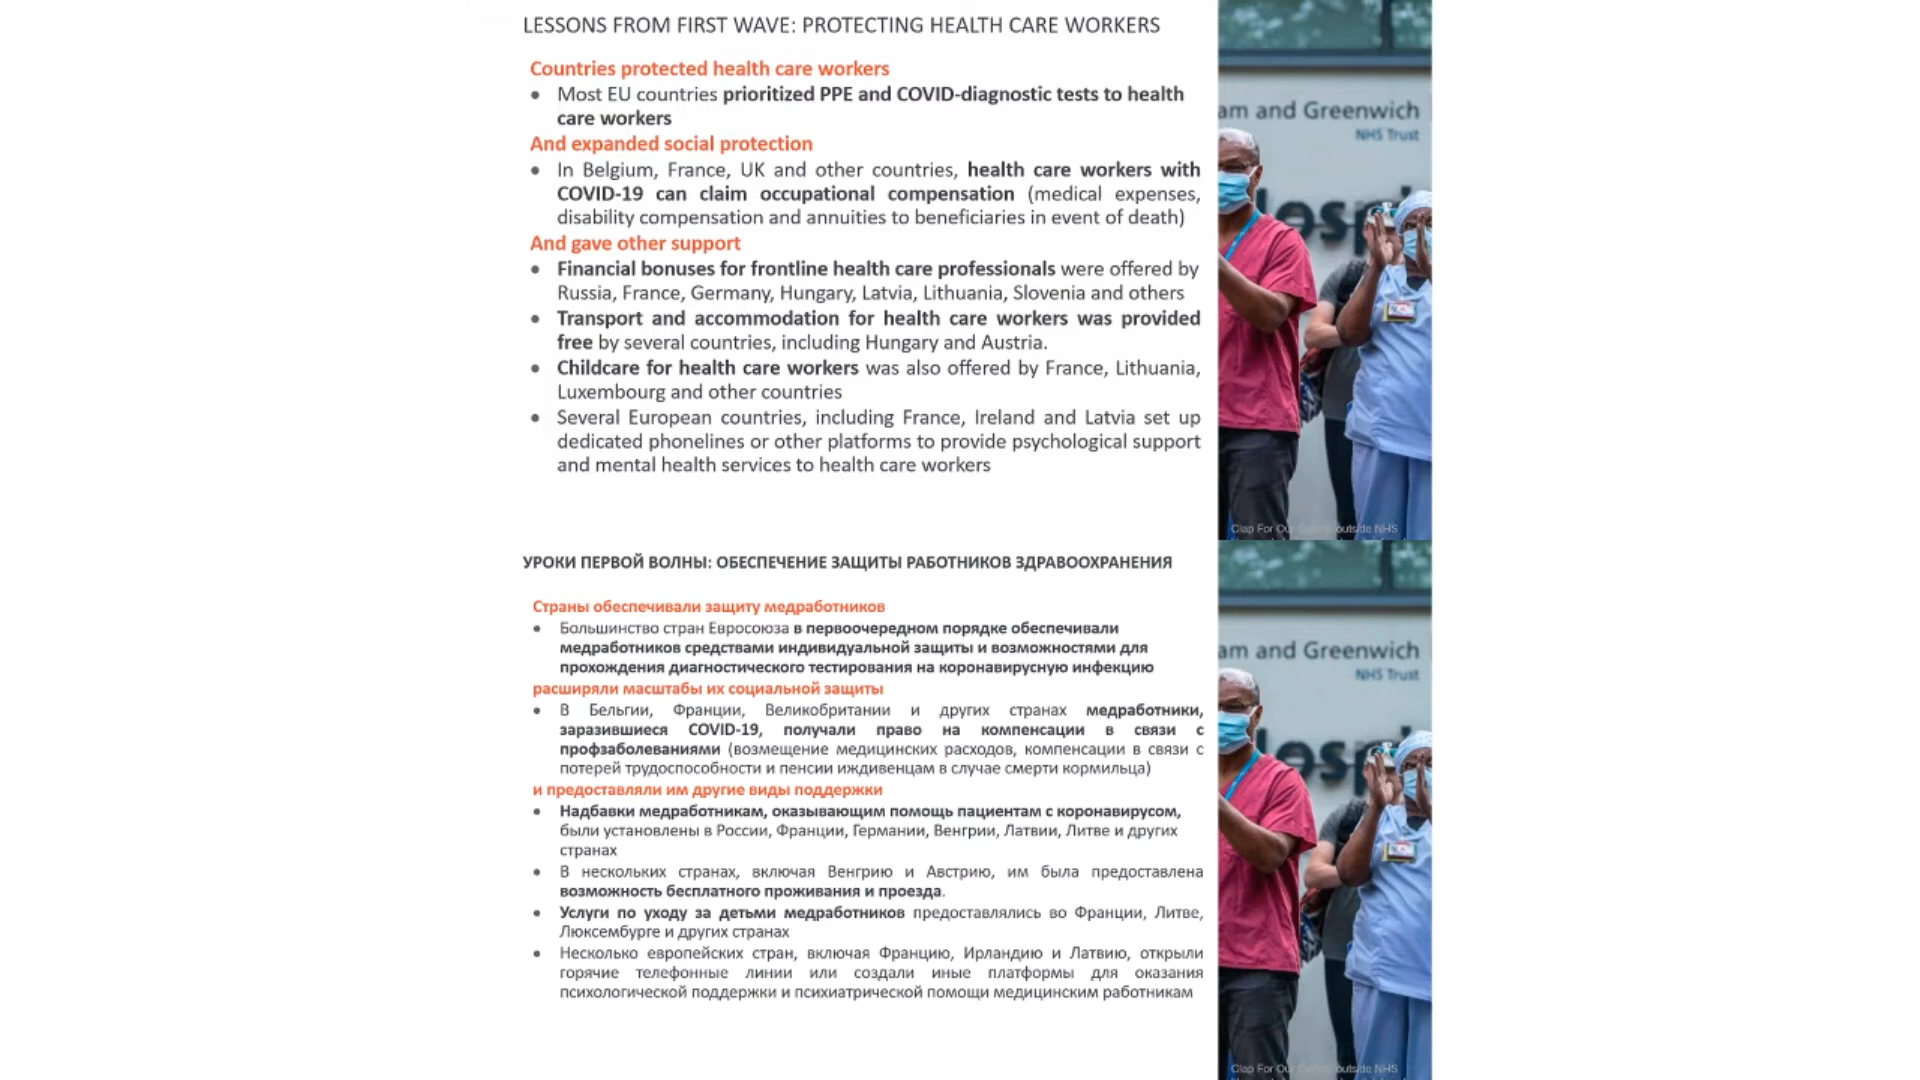 LESSONS FROM FIRST WAVE: PROTECTING HEALTH CARE WORKERS
Countries protected health care workers
• Most EU countries prioritized PPE and COVID-diagnostic tests to health
care workers
And expanded social protection
• In Belgium, France, UK and other countries, health care workers with
COVID-19 can claim occupational compensation (medical expenses,
disability compensation and annuities to beneficiaries in event of death)
And gave other support
• Financial bonuses for frontline health care professionals were offered by
Russia, France, Germany, Hungary, Latvia, Lithuania, Slovenia and others
• Transport and accommodation for health care workers was provided
free by several countries, including Hungary and Austria.
• Childcare for health care workers was also offered by France, Lithuania,
Luxembourg and other countries
• Several European countries, including France, Ireland and Latvia set up
dedicated phonelines or other platforms to provide psychological support
and mental health services to health care workers
am and Greenwich
NHS Trust
Hosp
Clap For Our outside NHS
УРОКИ ПЕРВОЙ ВОЛНЫ: ОБЕСПЕЧЕНИЕ ЗАЩИТЫ РАБОТНИКОВ ЗДРАВООХРАНЕНИЯ
Страны обеспечивали защиту медработников
• Большинство стран Евросоюза в первоочередном порядке обеспечивали
медработников средствами индивидуальной защиты и возможностями для
прохождения диагностического тестирования на коронавирусную инфекцию
расширяли масштабы их социальной защиты
• В Бельгии, Франции, Великобритании и других странах медработники,
заразившиеся COVID-19, получали право на компенсации в связи с
профзаболеваниями (возмещение медицинских расходов, компенсации в связи с
потерей трудоспособности и пенсии иждивенцам в случае смерти кормильца)
и предоставляли им другие виды поддержки
• Надбавки медработникам, оказывающим помощь пациентам с коронавирусом,
были установлены в России, Франции, Германии, Венгрии, Латвии, Литве и других
странах
• В нескольких странах, включая Венгрию и Австрию, им была предоставлена
возможность бесплатного проживания и проезда.
• Услуги по уходу за детьми медработников предоставлялись во Франции, Литве,
Люксембурге и других странах
• Несколько европейских стран, включая Францию, Ирландию и Латвию, открыли
горячие телефонные линии или создали иные платформы для оказания
психологической поддержки и психиатрической помощи медицинским работникам
am and Greenwich
NHS Trust
Hosp
Clap For Our outside NHS